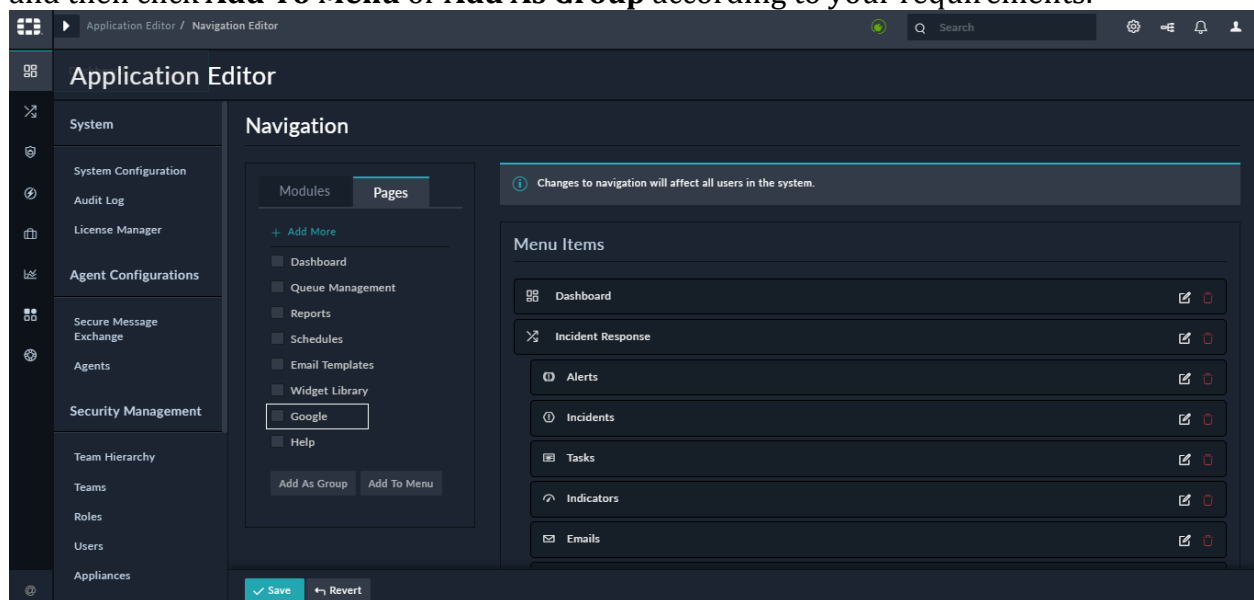 and then click Add To Menu or Add As Group according to your requirements.
Application Editor / Navigation Editor
Search
Application Editor
System
System Configuration
Audit Log
License Manager
Agent Configurations
Secure Message
Exchange
Agents
Security Management
Team Hierarchy
Teams
Roles
Users
Appliances
@
Navigation
Modules
Pages
+ Add More
Dashboard
Queue Management
Reports
Schedules
Email Templates
Widget Library
Google
Help
Add As Group
Add To Menu
Changes to navigation will affect all users in the system.
Menu Items
Dashboard
Incident Response
Alerts
Incidents
Tasks
Indicators
Emails
Save
Revert